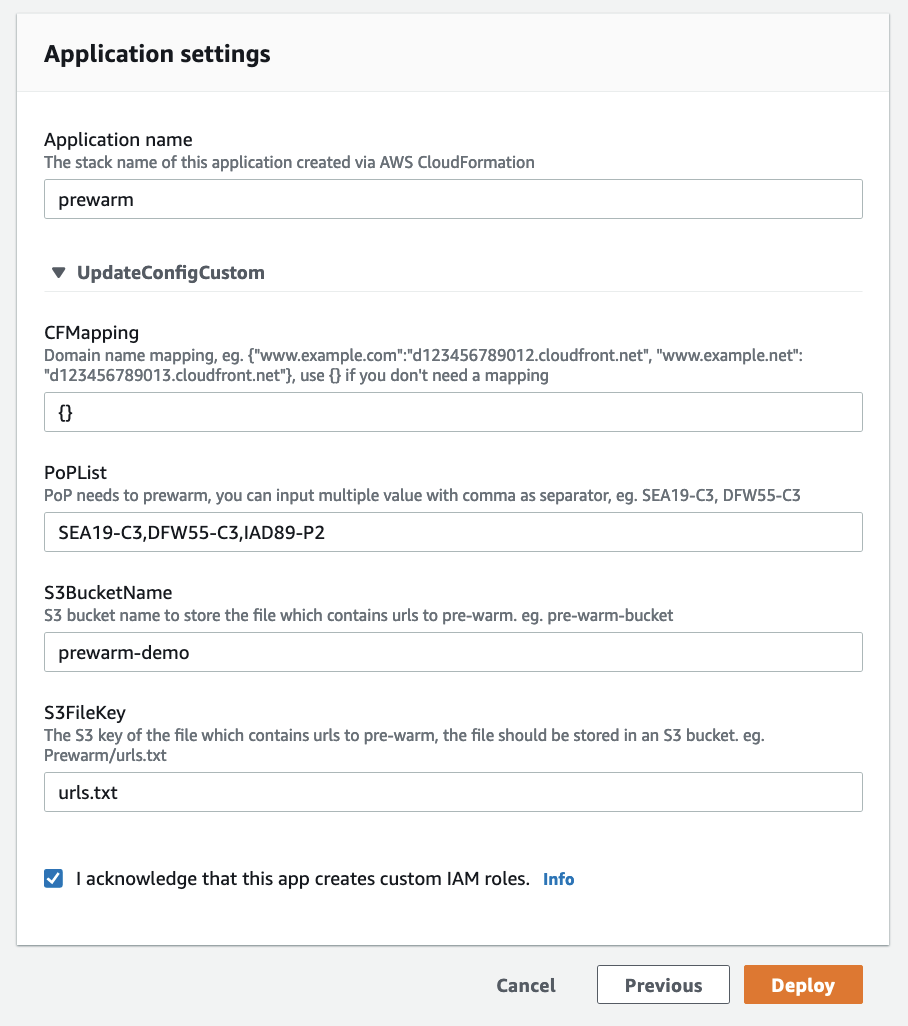 Application settings
Application name
The stack name of this application created via AWS CloudFormation
prewarm
UpdateConfigCustom
CFMapping
Domain name mapping, eg. {"www.example.com":"d123456789012.cloudfront.net", "www.example.net":
"d123456789013.cloudfront.net"}, use {} if you don't need a mapping
{}
PoPList
PoP needs to prewarm, you can input multiple value with comma as separator, eg. SEA19-C3, DFW55-C3
SEA19-C3,DFW55-C3,IAD89-P2
S3BucketName
S3 bucket name to store the file which contains urls to pre-warm. eg. pre-warm-bucket
prewarm-demo
S3FileKey
The S3 key of the file which contains urls to pre-warm, the file should be stored in an S3 bucket. eg.
Prewarm/urls.txt
urls.txt
I acknowledge that this app creates custom IAM roles. Info
Cancel Previous Deploy